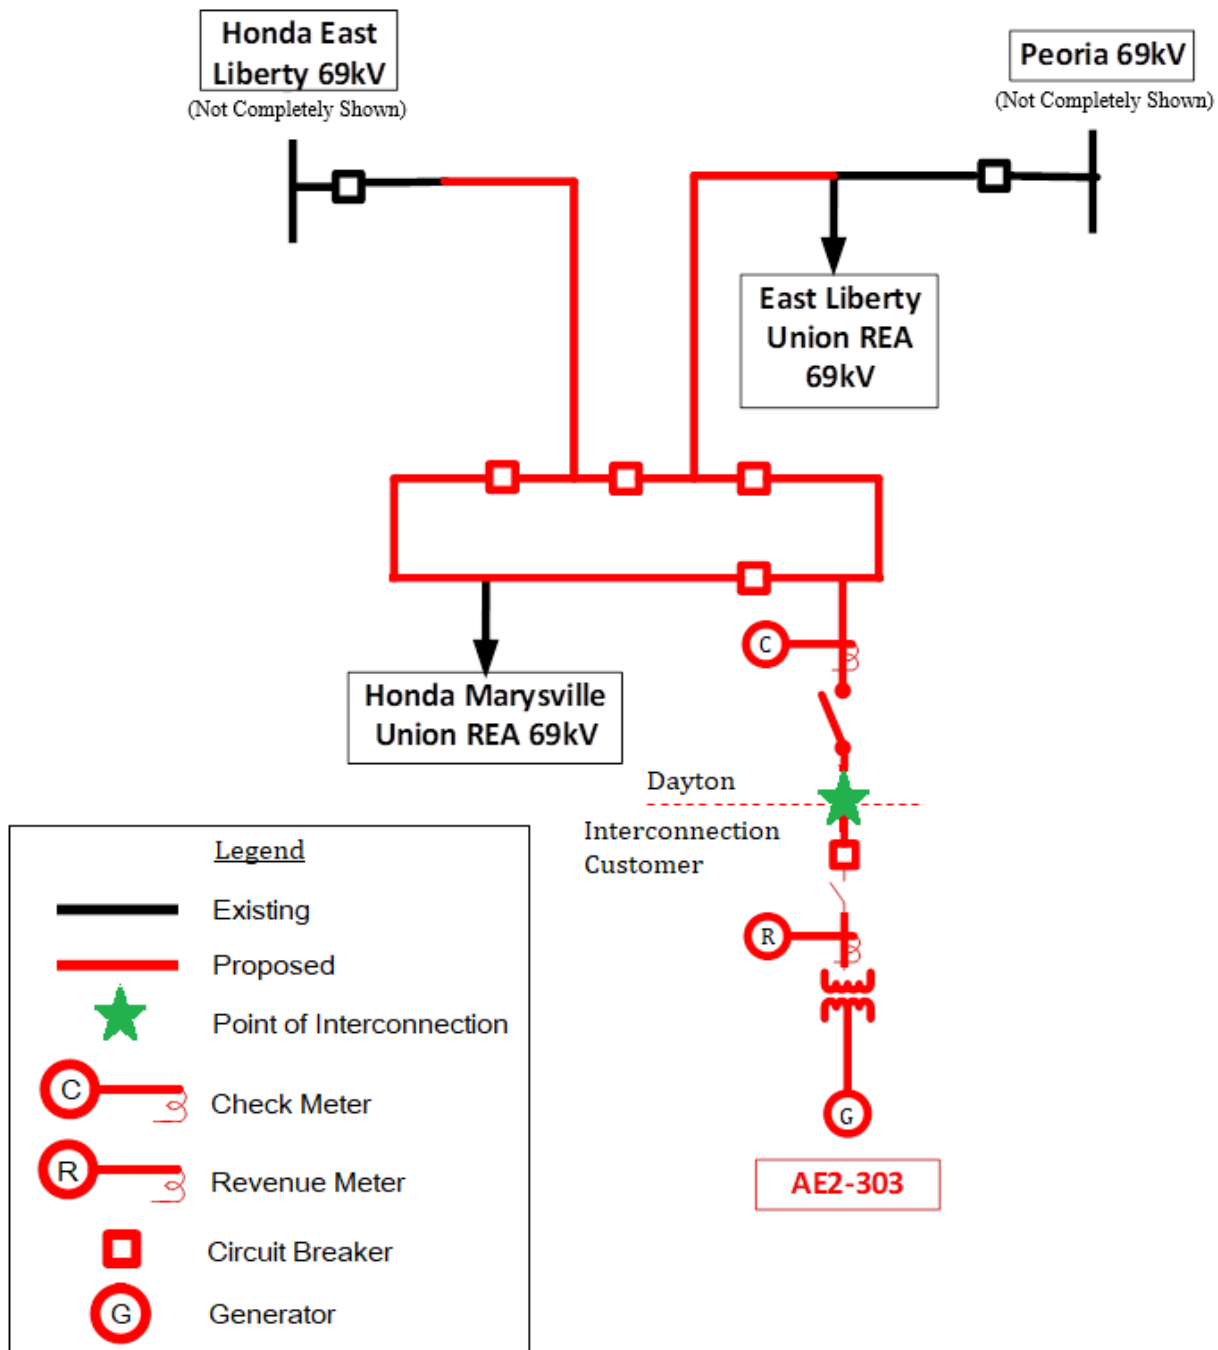 Honda East
Liberty 69kV
(Not Completely Shown)
Peoria 69kV
(Not Completely Shown)
East Liberty
Union REA
69kV
Honda Marysville
Union REA 69kV
C
Dayton
Interconnection
Customer
R
G
AE2-303
Legend
Existing
Proposed
Point of Interconnection
C
Check Meter
R
Revenue Meter
Circuit Breaker
G
Generator